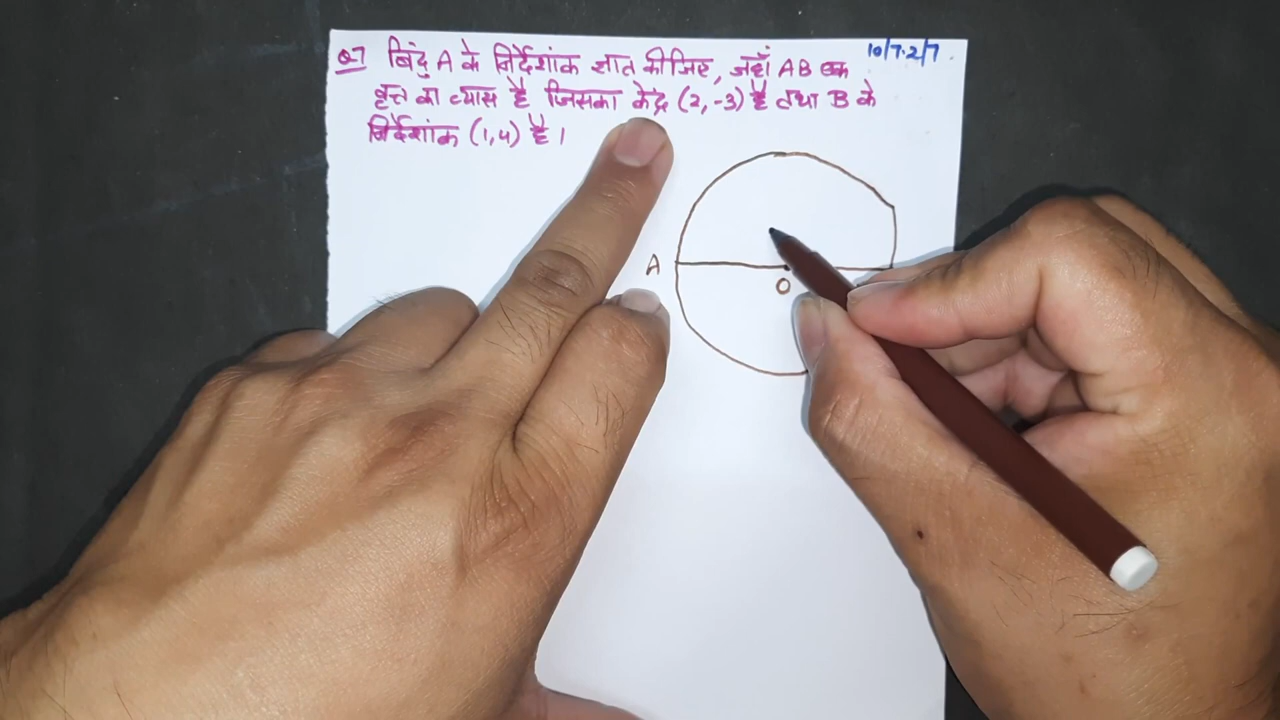 Q7 बिंदु A के निर्देशांक ज्ञात कीजिए, जहाँ AB एक
10/7.2/7
वृत्त का व्यास है जिसका केंद्र (2,-3) है तथा B के
निर्देशांक (1,4) है।
A
O